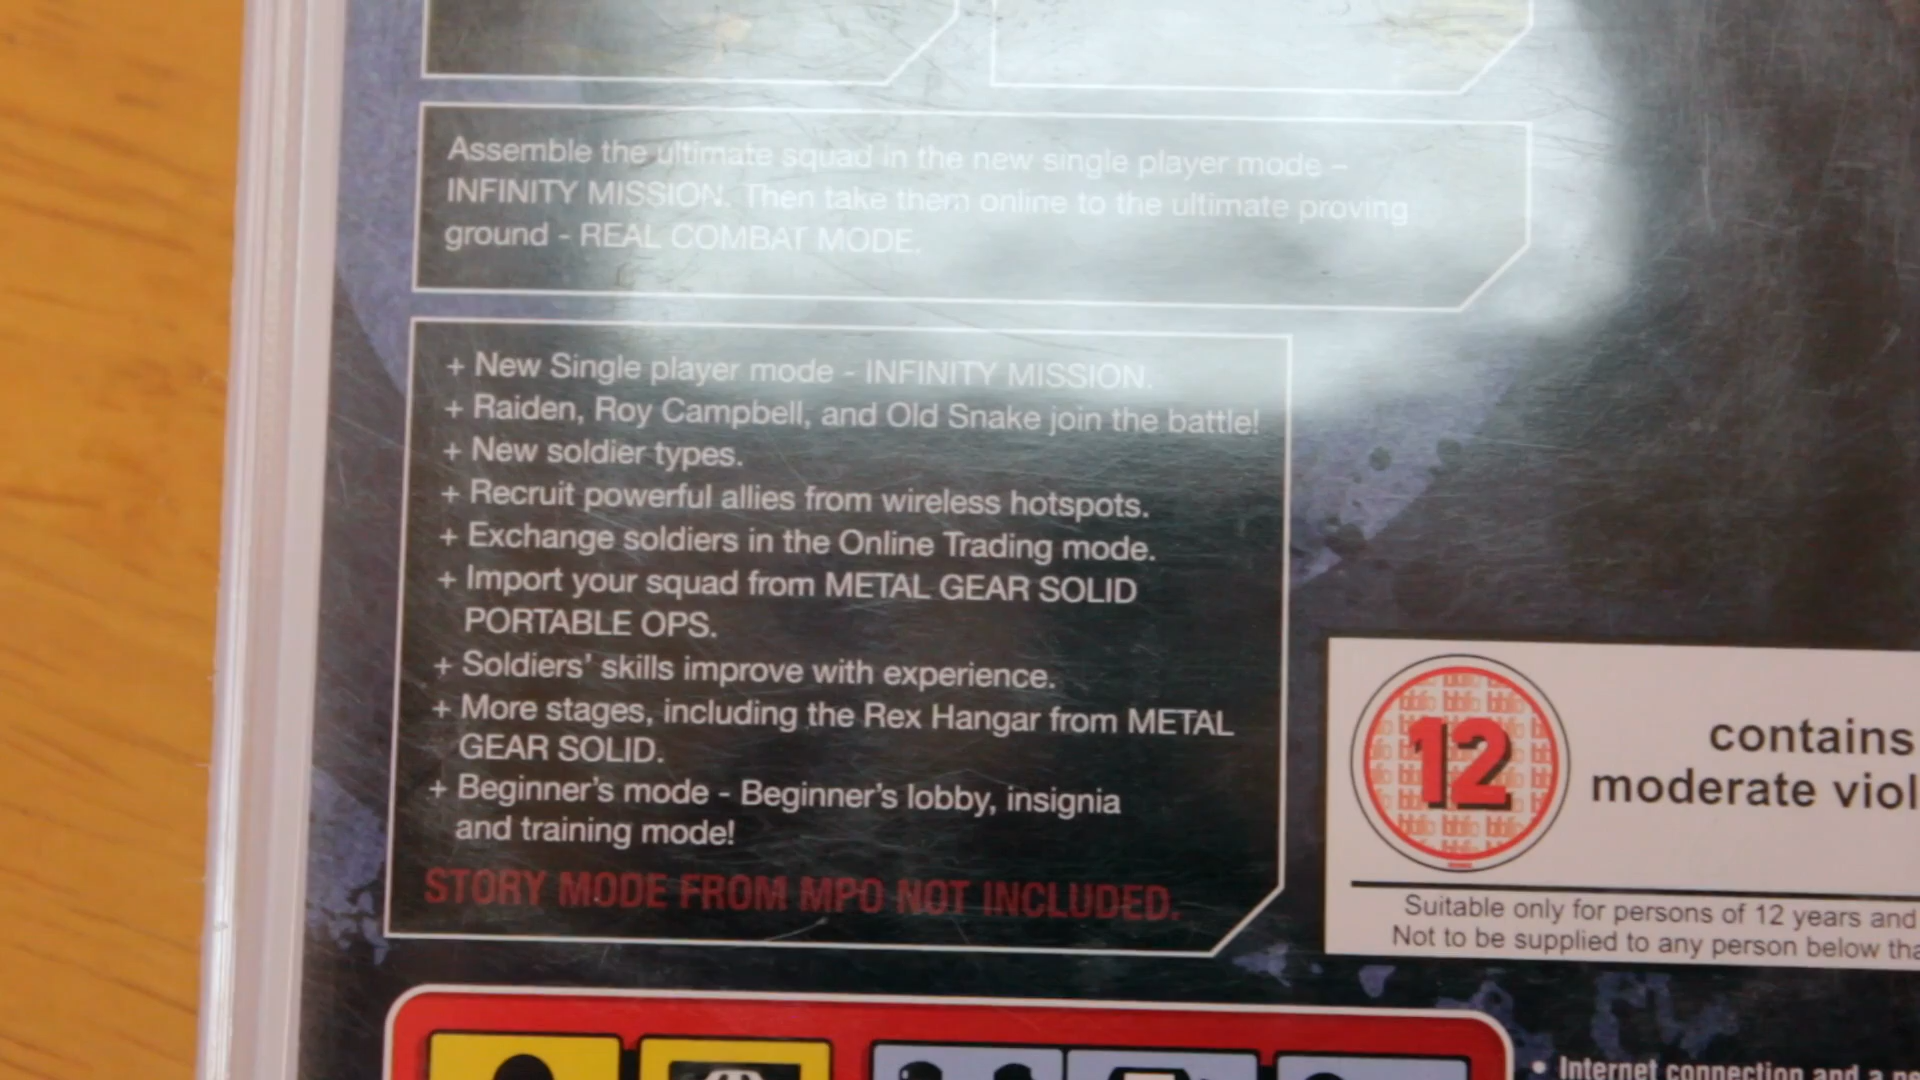 Assemble the ultimate squad in the new single player mode –
INFINITY MISSION. Then take them online to the ultimate proving
ground - REAL COMBAT MODE.
+ New Single player mode - INFINITY MISSION.
+ Raiden, Roy Campbell, and Old Snake join the battle!
+ New soldier types.
+ Recruit powerful allies from wireless hotspots.
+ Exchange soldiers in the Online Trading mode.
+ Import your squad from METAL GEAR SOLID
PORTABLE OPS.
+ Soldiers' skills improve with experience.
+ More stages, including the Rex Hangar from METAL
GEAR SOLID.
+ Beginner's mode - Beginner's lobby, insignia
and training mode!
STORY MODE FROM MPO NOT INCLUDED.
12
contains
moderate
Suitable only for persons of 12 years and
Not to be supplied to any person below
• Internet connection and a